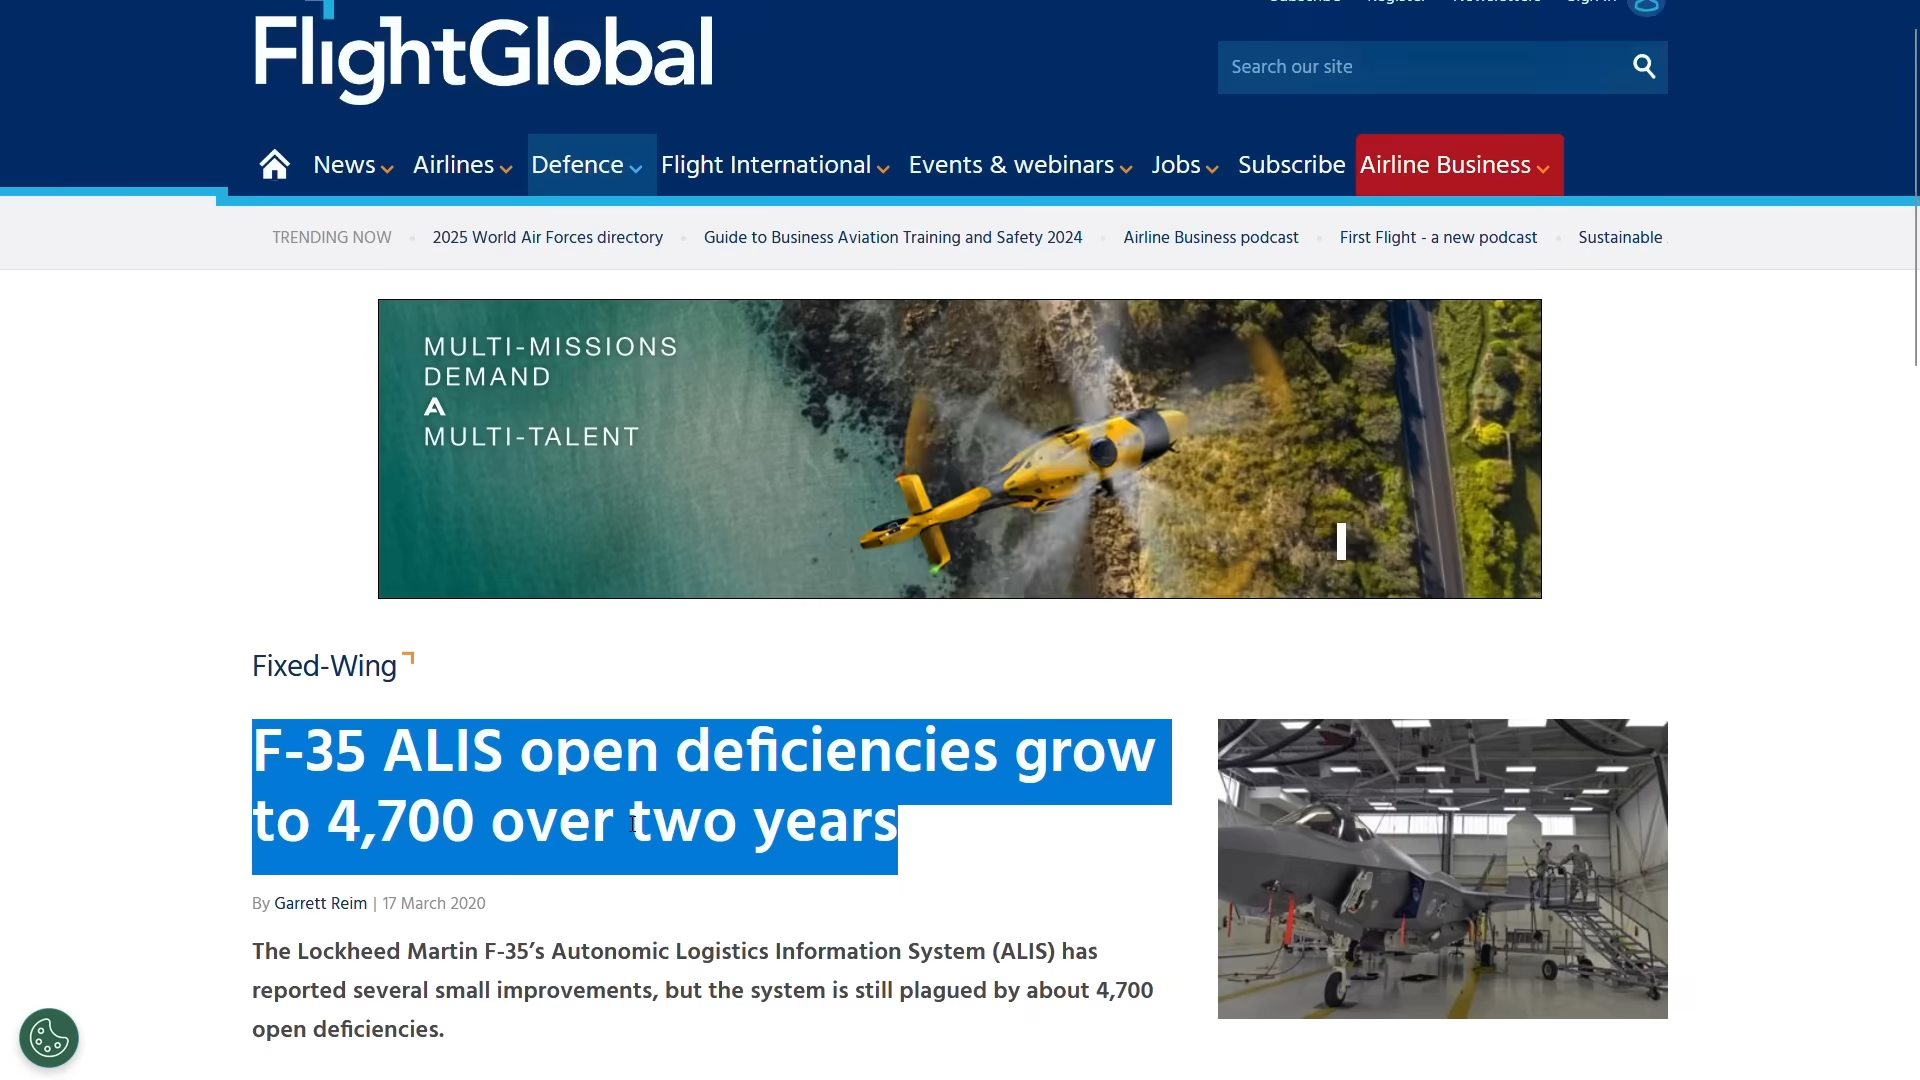 FlightGlobal
Search our site
News Airlines Defence Flight International Events & webinars Jobs Subscribe Airline Business
TRENDING NOW 2025 World Air Forces directory Guide to Business Aviation Training and Safety 2024 Airline Business podcast First Flight - a new podcast Sustainable
MULTI-MISSIONS
DEMAND
A
MULTI-TALENT
Fixed-Wing
F-35 ALIS open deficiencies grow
to 4,700 over two years
By Garrett Reim | 17 March 2020
The Lockheed Martin F-35’s Autonomic Logistics Information System (ALIS) has
reported several small improvements, but the system is still plagued by about 4,700
open deficiencies.